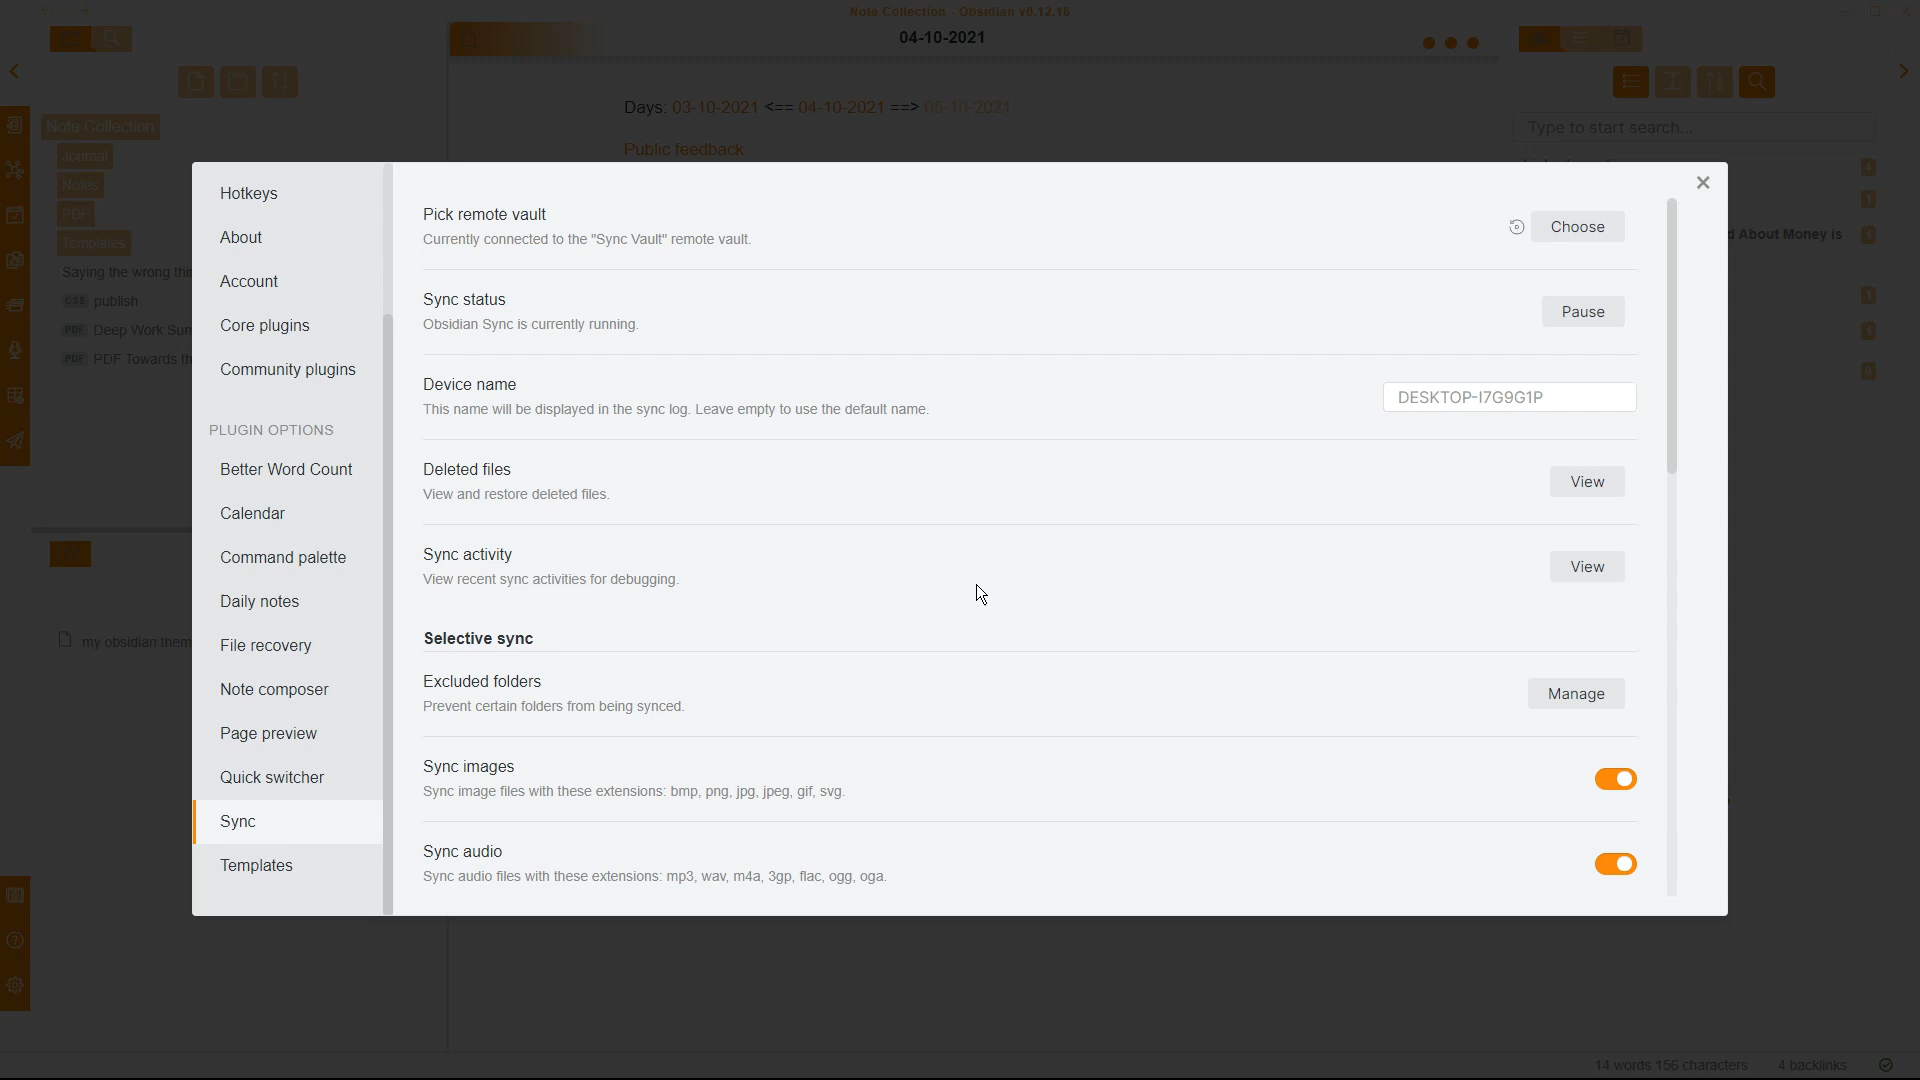 Note Collection - Obsidian v0.12.16
04-10-2021
Days: 03-10-2021 <== 04-10-2021 ==> 05-10-2021
Public feedback
Note Collection
Journal
Notes
PDF
Templates
Saying the wrong thi
CSS publish
PDF Deep Work Sum
PDF PDF Towards th
my obsidian them
Hotkeys
About
Account
Core plugins
Community plugins
PLUGIN OPTIONS
Better Word Count
Calendar
Command palette
Daily notes
File recovery
Note composer
Page preview
Quick switcher
Sync
Templates
Pick remote vault
Currently connected to the "Sync Vault" remote vault.
Choose
Sync status
Obsidian Sync is currently running.
Pause
Device name
This name will be displayed in the sync log. Leave empty to use the default name.
DESKTOP-I7G9G1P
Deleted files
View and restore deleted files.
View
Sync activity
View recent sync activities for debugging.
View
Selective sync
Excluded folders
Prevent certain folders from being synced.
Manage
Sync images
Sync image files with these extensions: bmp, png, jpg, jpeg, gif, svg.
Sync audio
Sync audio files with these extensions: mp3, wav, m4a, 3gp, flac, ogg, oga.
Type to start search...
4
1
d About Money is
1
1
1
0
14 words 156 characters
4 backlinks